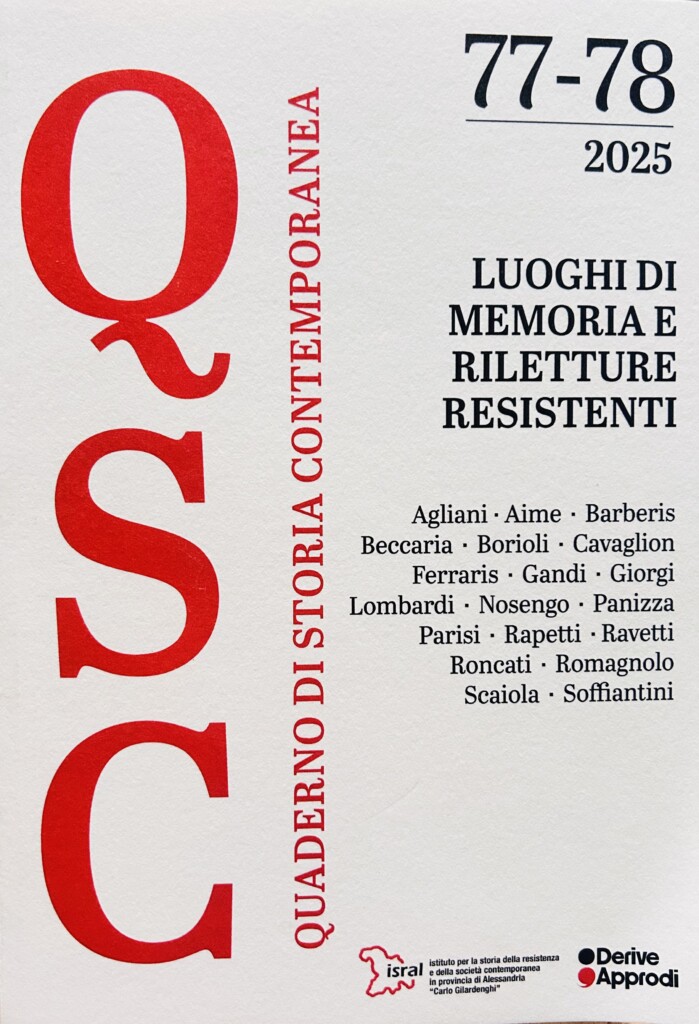 77-78
2025
QSC
QUADERNO DI STORIA CONTEMPORANEA
LUOGHI DI
MEMORIA E
RILETTURE
RESISTENTI
Agliani · Aime · Barberis
Beccaria · Borioli · Cavaglion
Ferraris · Gandi · Giorgi
Lombardi · Nosengo · Panizza
Parisi · Rapetti · Ravetti
Roncati · Romagnolo
Scaiola · Soffiantini
isral
istituto per la storia della resistenza
e della società contemporanea
in provincia di Alessandria
"Carlo Gilardenghi"
Derive
Approdi